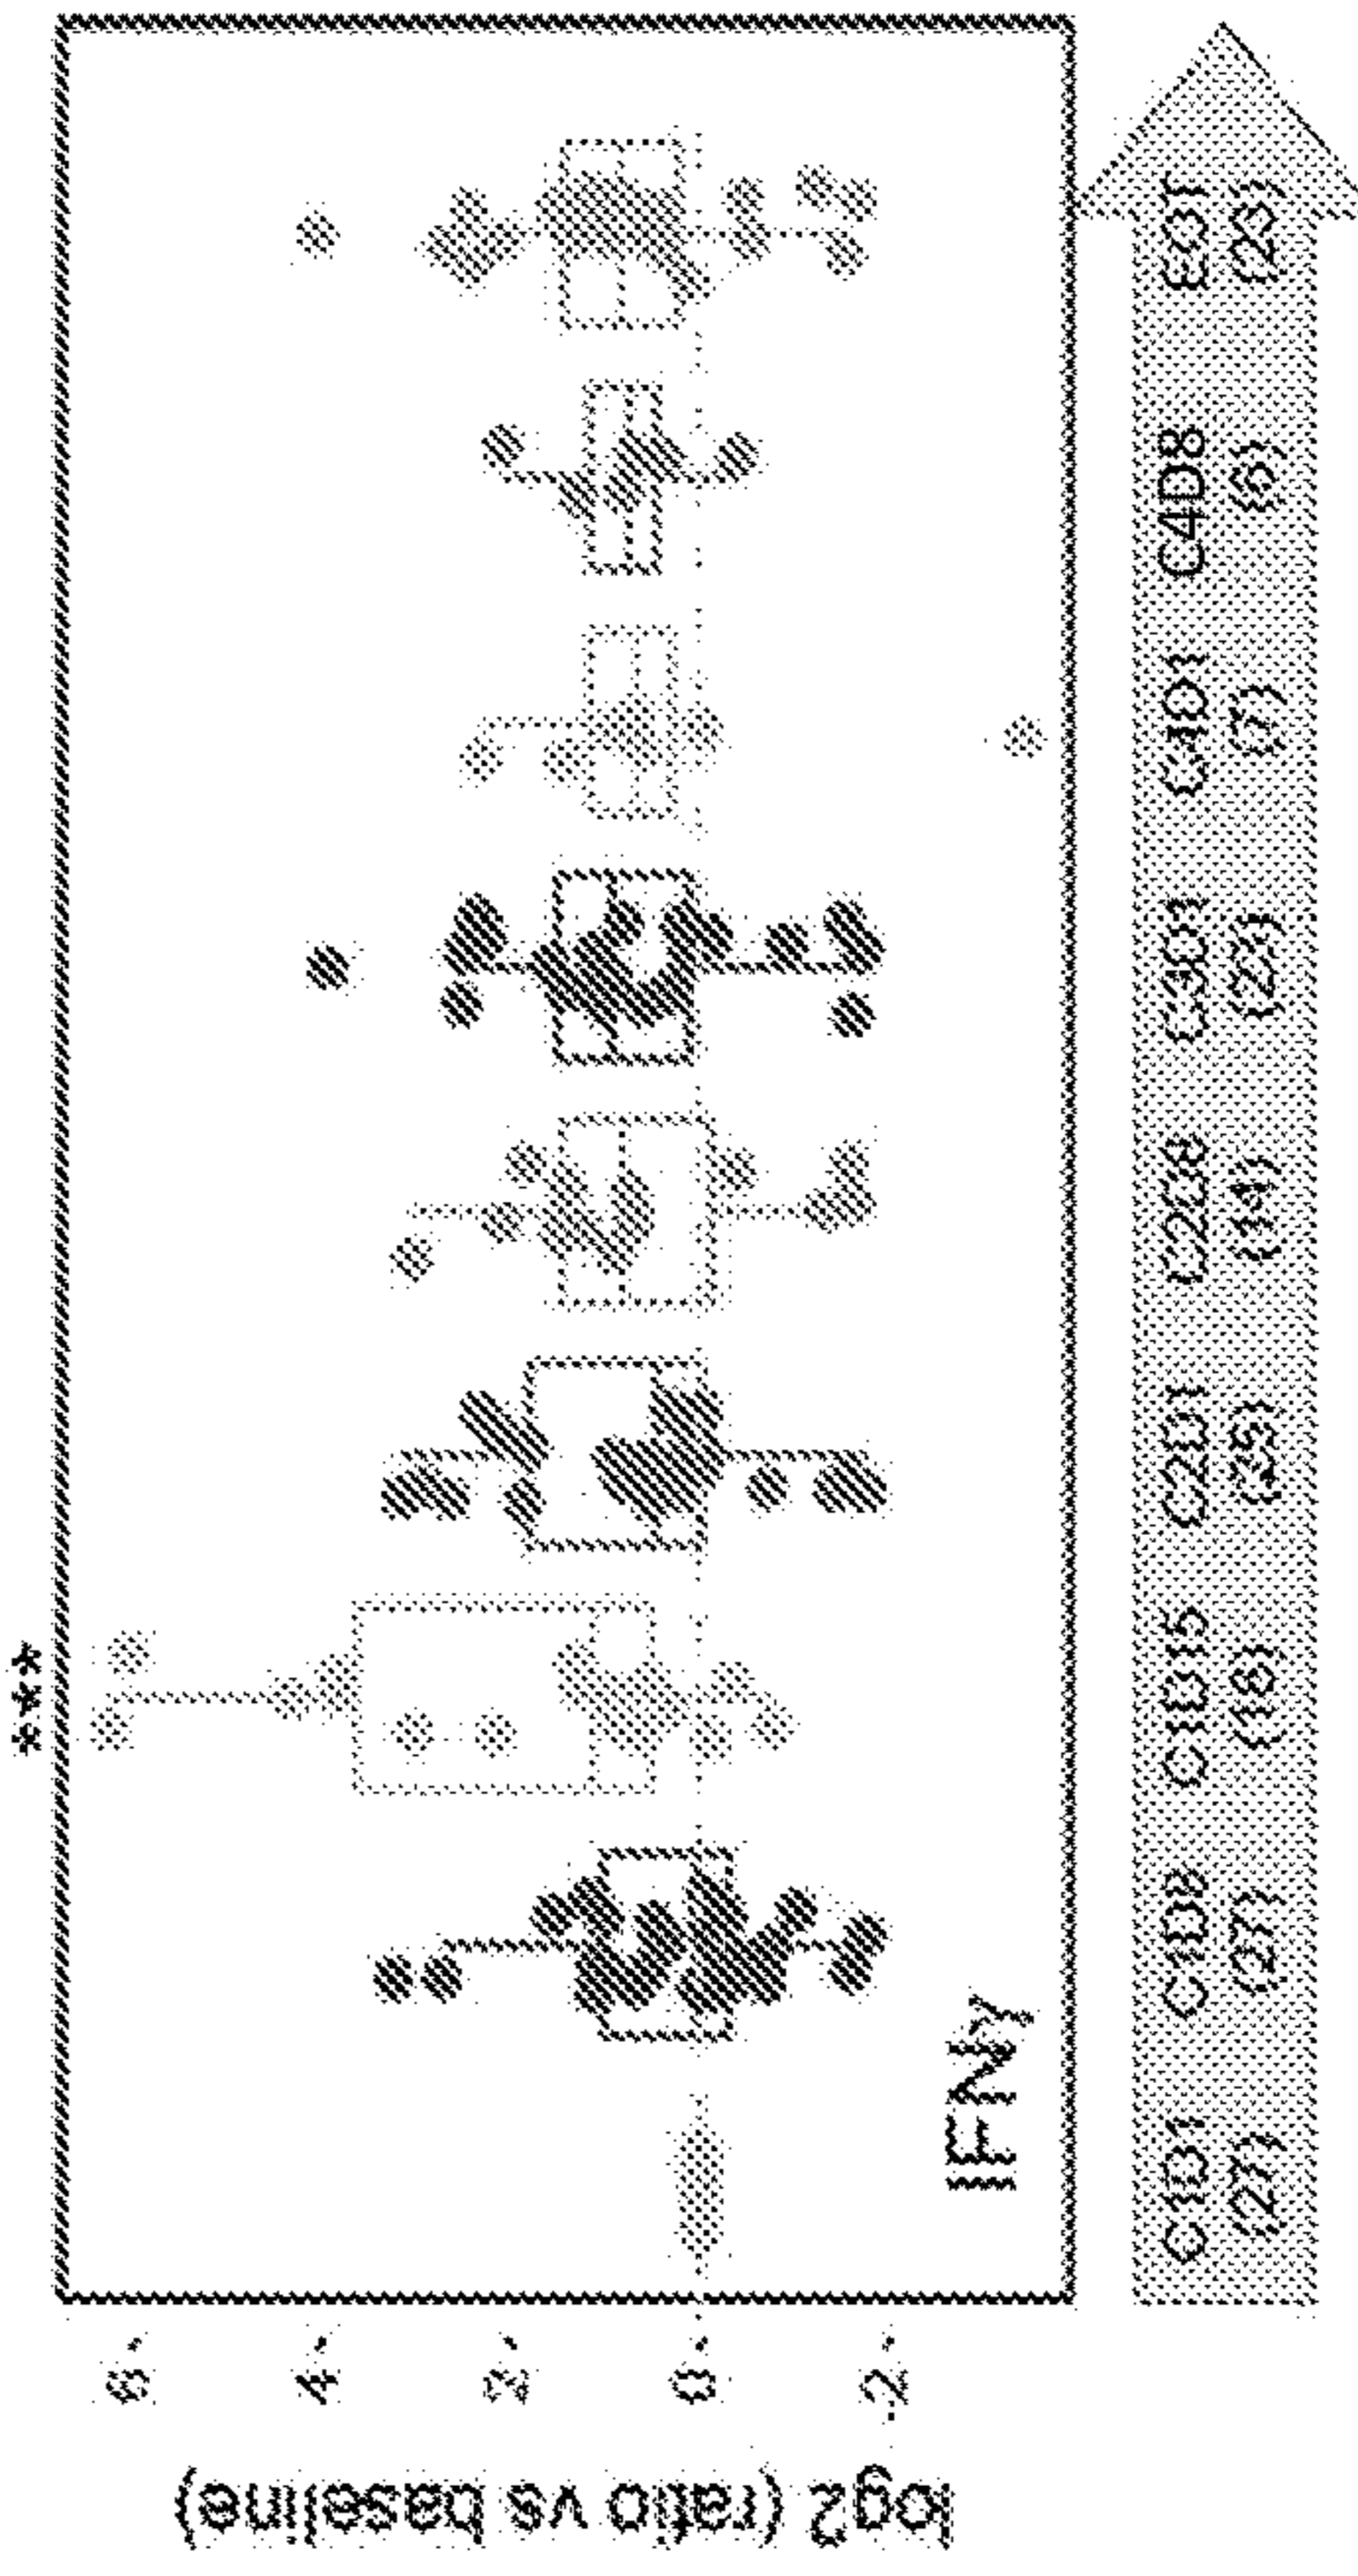 ***
log2 (ratio vs baseline)
6
4
2
0
-2
IFNγ
C1D1 C1D8 C1D15 C2D1 C2D8 C3D1 C4D1 C4D8 EOT
(27) (27) (18) (25) (14) (23) (7) (6) (23)